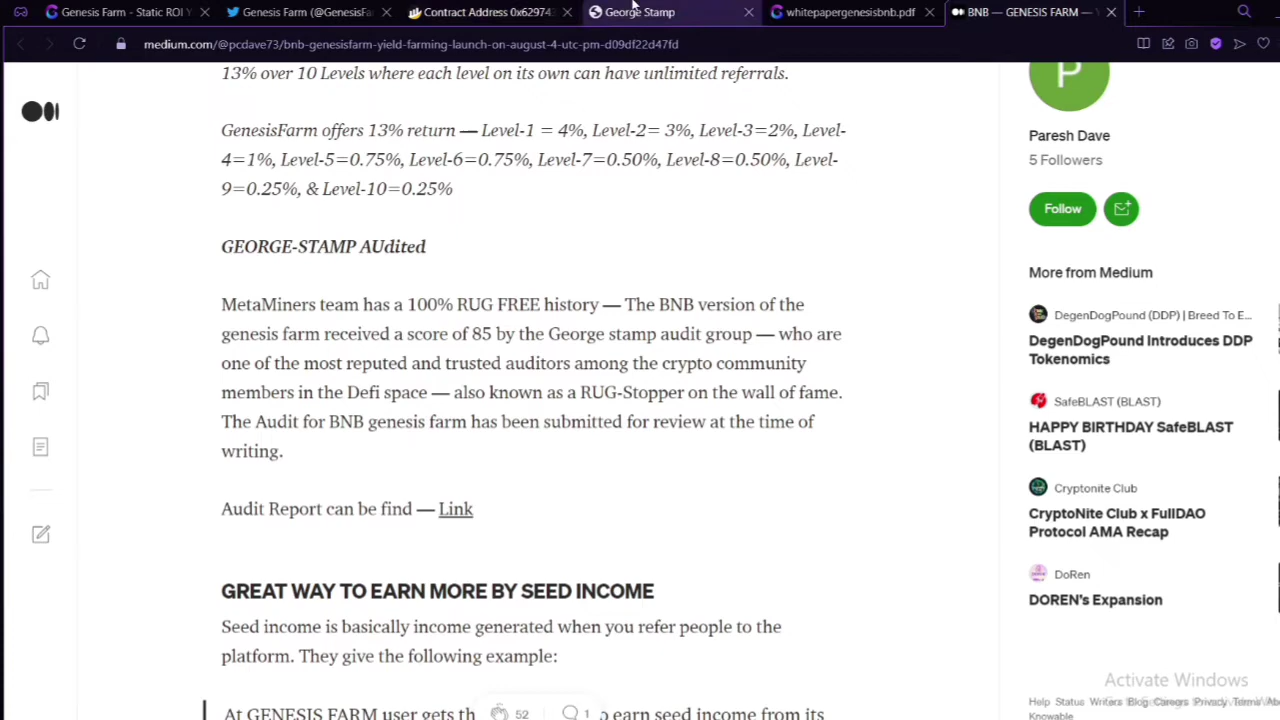 Genesis Farm - Static ROI Y
Genesis Farm (@GenesisFa
Contract Address 0x62974
George Stamp
whitepapergenesisbnb.pdf
BNB — GENESIS FARM —
medium.com/@pcdave73/bnb-genesisfarm-yield-farming-launch-on-august-4-utc-pm-d09df22d47fd
13% over 10 Levels where each level on its own can have unlimited referrals.
GenesisFarm offers 13% return — Level-1 = 4%, Level-2= 3%, Level-3=2%, Level-
4=1%, Level-5=0.75%, Level-6=0.75%, Level-7=0.50%, Level-8=0.50%, Level-
9=0.25%, & Level-10=0.25%
GEORGE-STAMP AUdited
MetaMiners team has a 100% RUG FREE history — The BNB version of the
genesis farm received a score of 85 by the George stamp audit group — who are
one of the most reputed and trusted auditors among the crypto community
members in the Defi space — also known as a RUG-Stopper on the wall of fame.
The Audit for BNB genesis farm has been submitted for review at the time of
writing.
Audit Report can be find — Link
GREAT WAY TO EARN MORE BY SEED INCOME
Seed income is basically income generated when you refer people to the
platform. They give the following example:
At GENESIS FARM user gets th
52
1
o earn seed income from its
P
Paresh Dave
5 Followers
Follow
More from Medium
DegenDogPound (DDP) | Breed To E...
DegenDogPound Introduces DDP
Tokenomics
SafeBLAST (BLAST)
HAPPY BIRTHDAY SafeBLAST
(BLAST)
Cryptonite Club
CryptoNite Club x FullDAO
Protocol AMA Recap
DoRen
DOREN's Expansion
Activate Windows
Help Status Writers Blog Careers Privacy Terms
Knowable